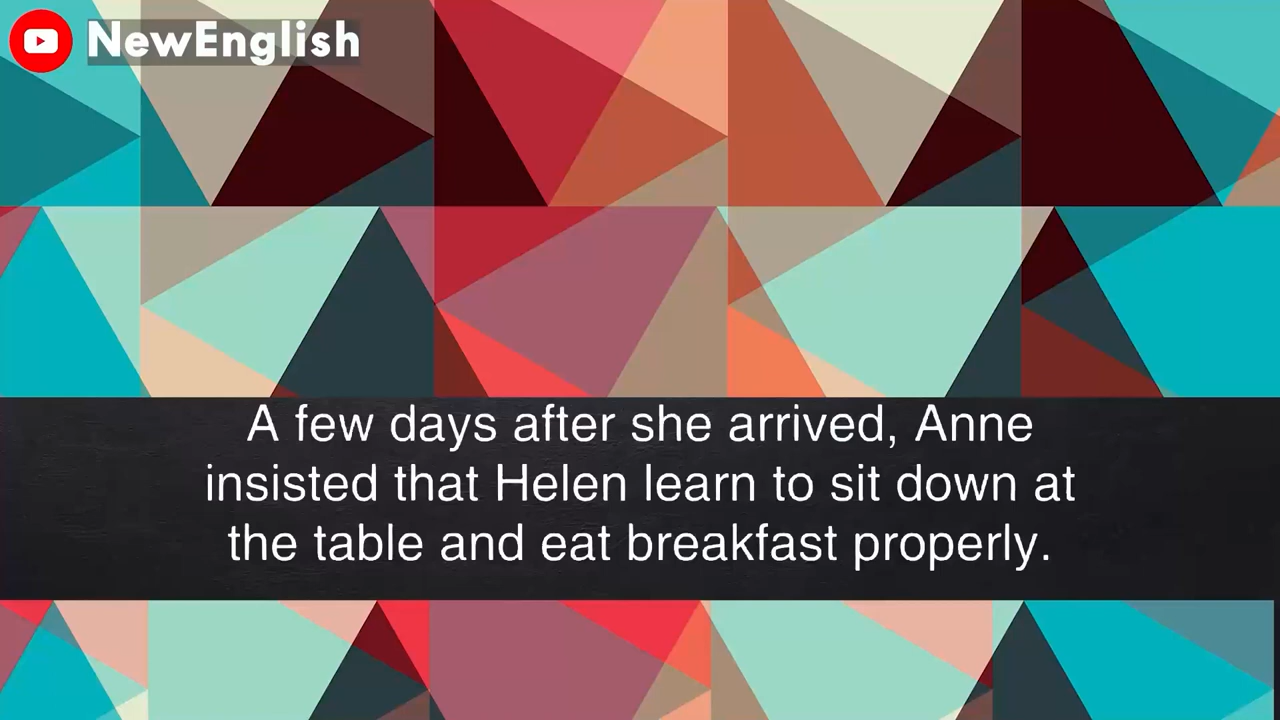 NewEnglish
A few days after she arrived, Anne
insisted that Helen learn to sit down at
the table and eat breakfast properly.